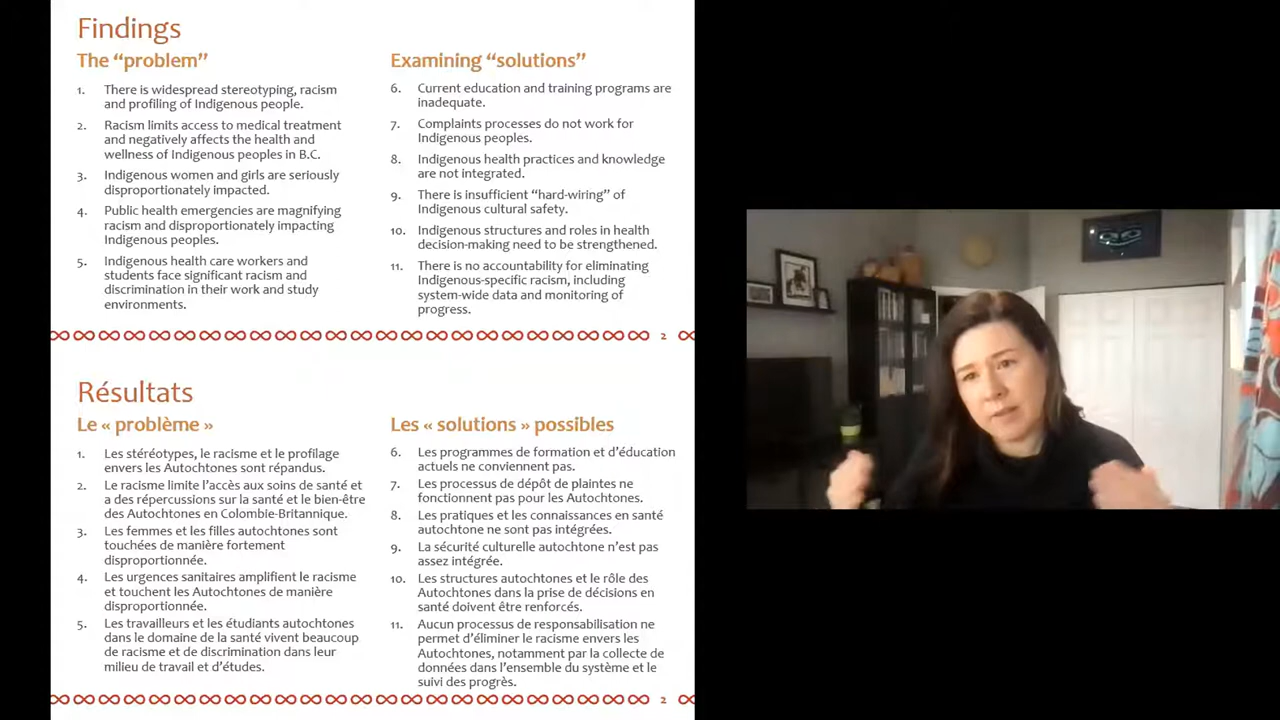 Findings
The “problem”
1. There is widespread stereotyping, racism
and profiling of Indigenous people.
2. Racism limits access to medical treatment
and negatively affects the health and
wellness of Indigenous peoples in B.C.
3. Indigenous women and girls are seriously
disproportionately impacted.
4. Public health emergencies are magnifying
racism and disproportionately impacting
Indigenous peoples.
5. Indigenous health care workers and
students face significant racism and
discrimination in their work and study
environments.
Examining “solutions”
6. Current education and training programs are
inadequate.
7. Complaints processes do not work for
Indigenous peoples.
8. Indigenous health practices and knowledge
are not integrated.
9. There is insufficient “hard-wiring” of
Indigenous cultural safety.
10. Indigenous structures and roles in health
decision-making need to be strengthened.
11. There is no accountability for eliminating
Indigenous-specific racism, including
system-wide data and monitoring of
progress.
2
Résultats
Le « problème »
1. Les stéréotypes, le racisme et le profilage
envers les Autochtones sont répandus.
2. Le racisme limite l’accès aux soins de santé et
a des répercussions sur la santé et le bien-être
des Autochtones en Colombie-Britannique.
3. Les femmes et les filles autochtones sont
touchées de manière fortement
disproportionnée.
4. Les urgences sanitaires amplifient le racisme
et touchent les Autochtones de manière
disproportionnée.
5. Les travailleurs et les étudiants autochtones
dans le domaine de la santé vivent beaucoup
de racisme et de discrimination dans leur
milieu de travail et d’études.
Les « solutions » possibles
6. Les programmes de formation et d’éducation
actuels ne conviennent pas.
7. Les processus de dépôt de plaintes ne
fonctionnent pas pour les Autochtones.
8. Les pratiques et les connaissances en santé
autochtone ne sont pas intégrées.
9. La sécurité culturelle autochtone n’est pas
assez intégrée.
10. Les structures autochtones et le rôle des
Autochtones dans la prise de décisions en
santé doivent être renforcés.
11. Aucun processus de responsabilisation ne
permet d’éliminer le racisme envers les
Autochtones, notamment par la collecte de
données dans l’ensemble du système et le
suivi des progrès.
2